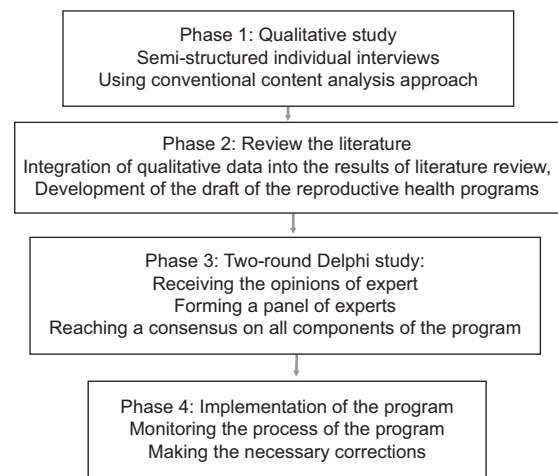 Phase 1: Qualitative study
Semi-structured individual interviews
Using conventional content analysis approach
Phase 2: Review the literature
Integration of qualitative data into the results of literature review,
Development of the draft of the reproductive health programs
Phase 3: Two-round Delphi study:
Receiving the opinions of expert
Forming a panel of experts
Reaching a consensus on all components of the program
Phase 4: Implementation of the program
Monitoring the process of the program
Making the necessary corrections